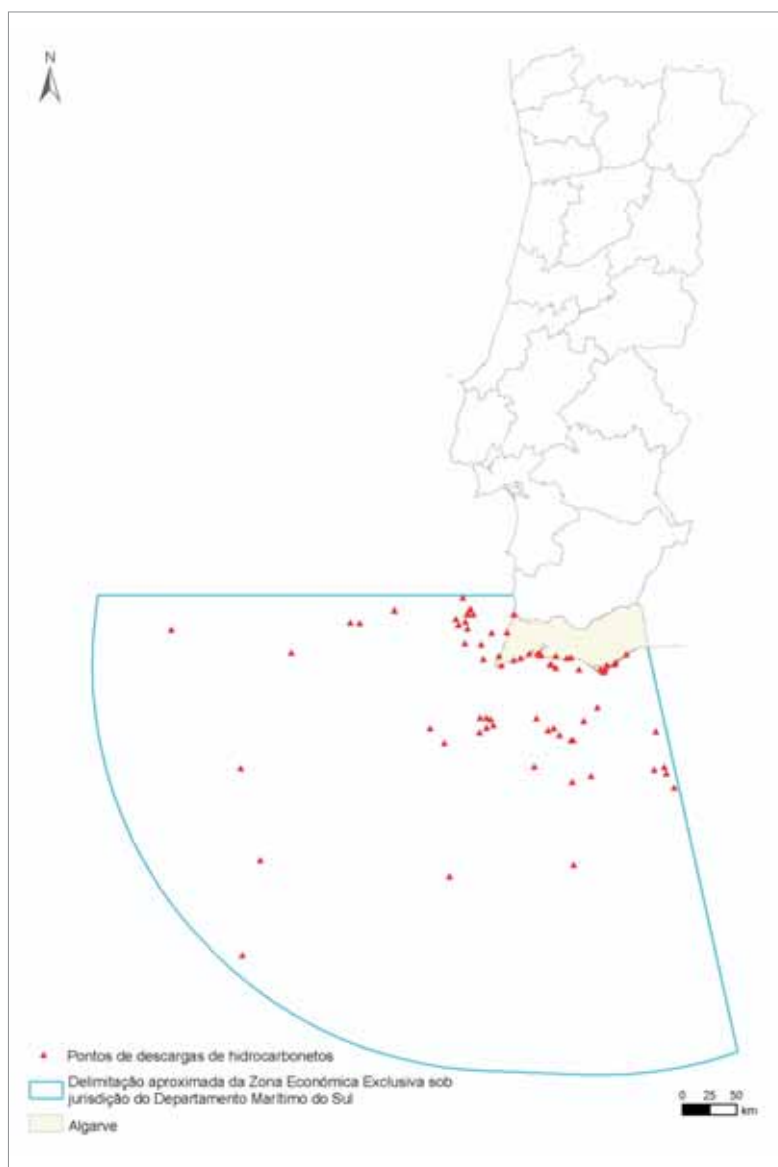 N
Pontos de descargas de hidrocarbonetos
Delimitação aproximada da Zona Económica Exclusiva sob
jurisdição do Departamento Marítimo do Sul
Algarve
0 25 50
km